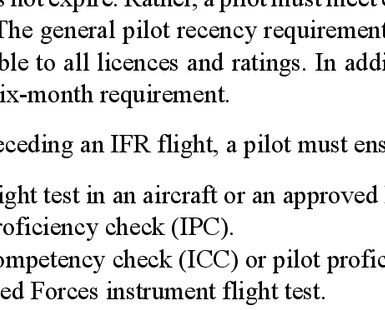 s not expire. Rather, a pilot must meet
The general pilot recency requirement
ble to all licences and ratings. In addi
ix-month requirement.
eceding an IFR flight, a pilot must ens
ight test in an aircraft or an approved
roficiency check (IPC).
ompetency check (ICC) or pilot profic
ed Forces instrument flight test.